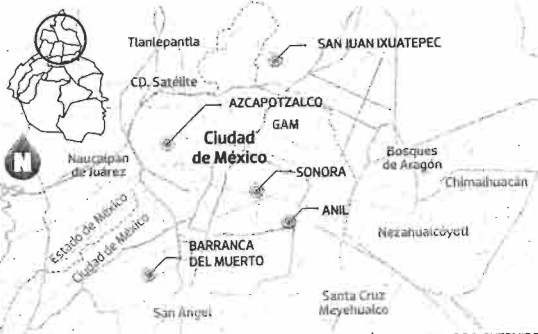 Tlanlepantla
SAN JUAN IXUATEPEC
CD. Satélite
AZCAPOTZALCO
GAM
Ciudad
de México
N
Naucalpan
de Juárez
Bosques
de Aragón
SONORA
Chimalhuacán
ANIL
Nezahualcóyotl
Estado de México
Ciudad de México
BARRANCA
DEL MUERTO
San Ángel
Santa Cruz
Meyehualco